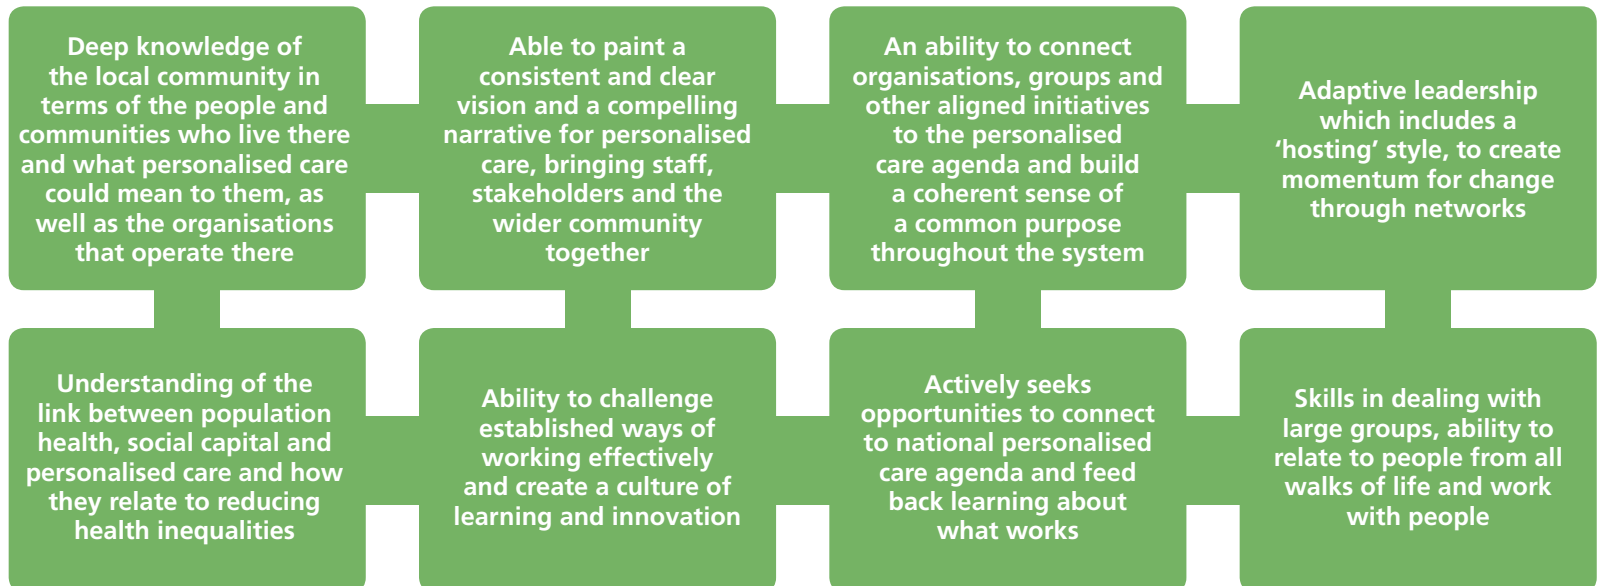 Deep knowledge of
the local community in
terms of the people and
communities who live there
and what personalised care
could mean to them, as
well as the organisations
that operate there
Able to paint a
consistent and clear
vision and a compelling
narrative for personalised
care, bringing staff,
stakeholders and the
wider community
together
An ability to connect
organisations, groups and
other aligned initiatives
to the personalised
care agenda and build
a coherent sense of
a common purpose
throughout the system
Adaptive leadership
which includes a
‘hosting’ style, to create
momentum for change
through networks
Understanding of the
link between population
health, social capital and
personalised care and how
they relate to reducing
health inequalities
Ability to challenge
established ways of
working effectively
and create a culture of
learning and innovation
Actively seeks
opportunities to connect
to national personalised
care agenda and feed
back learning about
what works
Skills in dealing with
large groups, ability to
relate to people from all
walks of life and work
with people